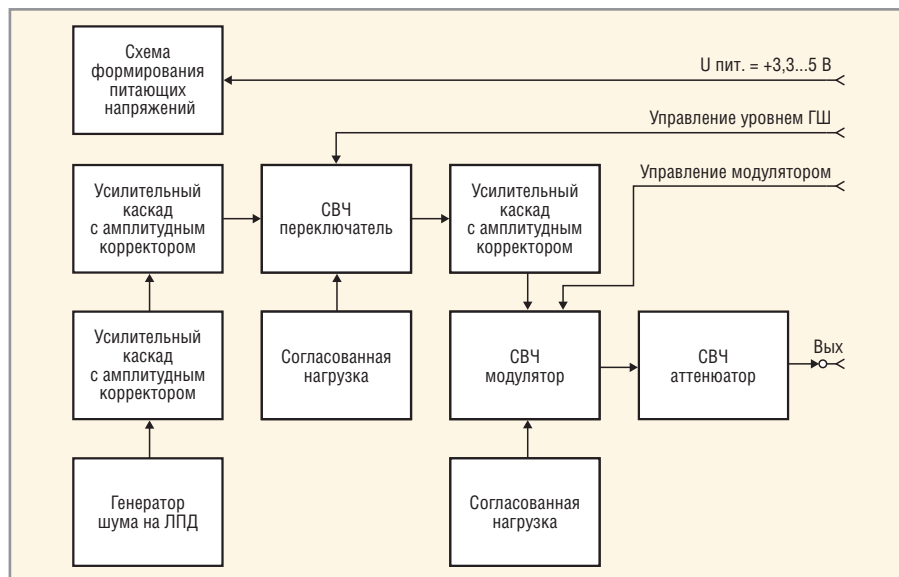 Схема
формирования
питающих
напряжений
U пит. = +3,3...5 В
Управление уровнем ГШ
Управление модулятором
Усилительный
каскад
с амплитудным
корректором
СВЧ
переключатель
Усилительный
каскад
с амплитудным
корректором
Усилительный
каскад
с амплитудным
корректором
Согласованная
нагрузка
СВЧ
модулятор
СВЧ
аттенюатор
Вых
Генератор
шума на ЛПД
Согласованная
нагрузка